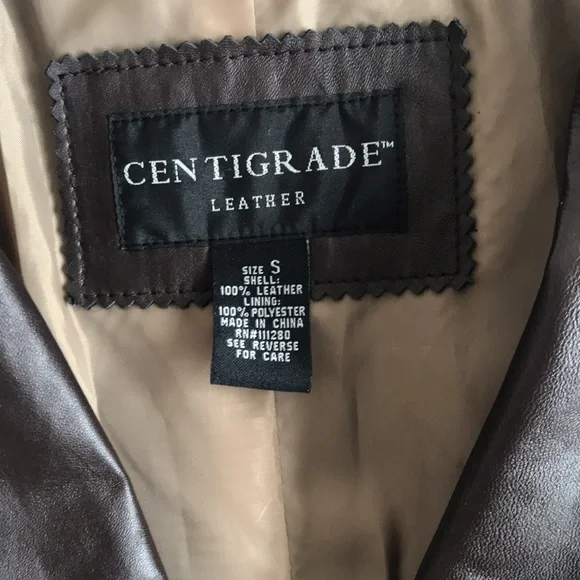 CENTIGRADE™
LEATHER
SIZE S
SHELL:
100% LEATHER
LINING:
100% POLYESTER
MADE IN CHINA
RN#111280
SEE REVERSE
FOR CARE